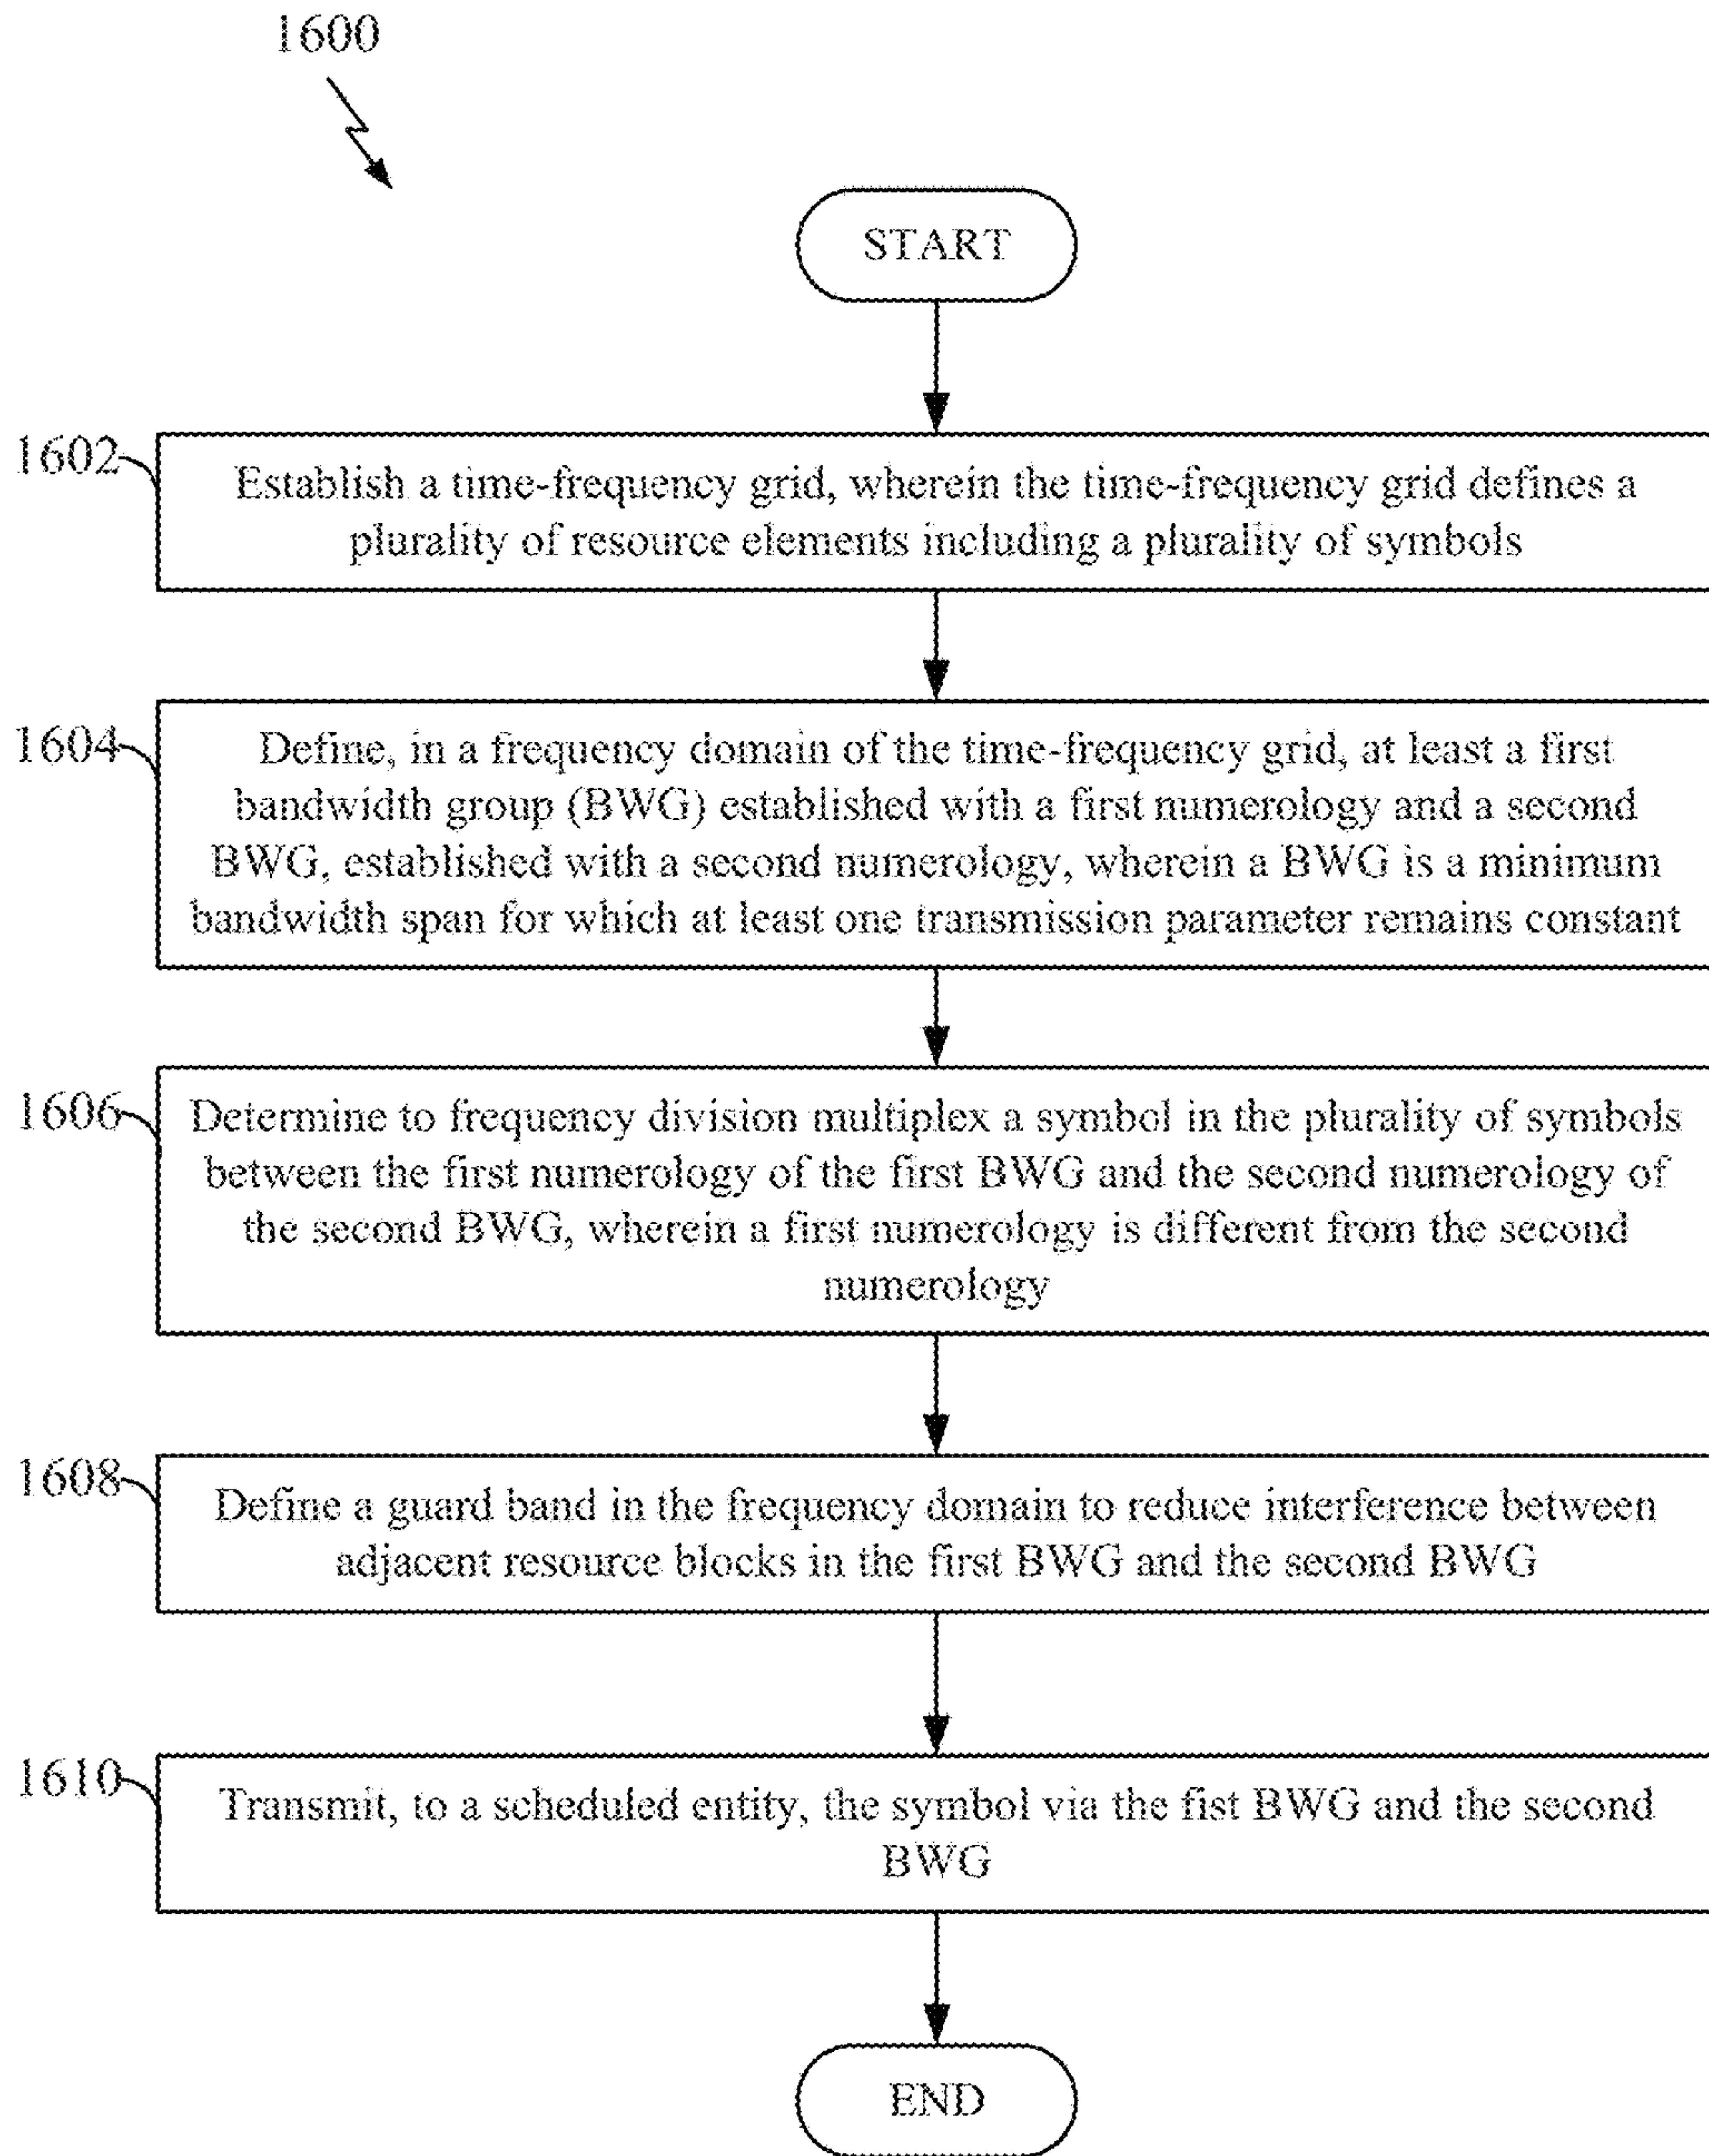 1600
START
1602
Establish a time-frequency grid, wherein the time-frequency grid defines a
plurality of resource elements including a plurality of symbols
1604
Define, in a frequency domain of the time-frequency grid, at least a first
bandwidth group (BWG) established with a first numerology and a second
BWG, established with a second numerology, wherein a BWG is a minimum
bandwidth span for which at least one transmission parameter remains constant
1606
Determine to frequency division multiplex a symbol in the plurality of symbols
between the first numerology of the first BWG and the second numerology of
the second BWG, wherein a first numerology is different from the second
numerology
1608
Define a guard band in the frequency domain to reduce interference between
adjacent resource blocks in the first BWG and the second BWG
1610
Transmit, to a scheduled entity, the symbol via the fist BWG and the second
BWG
END